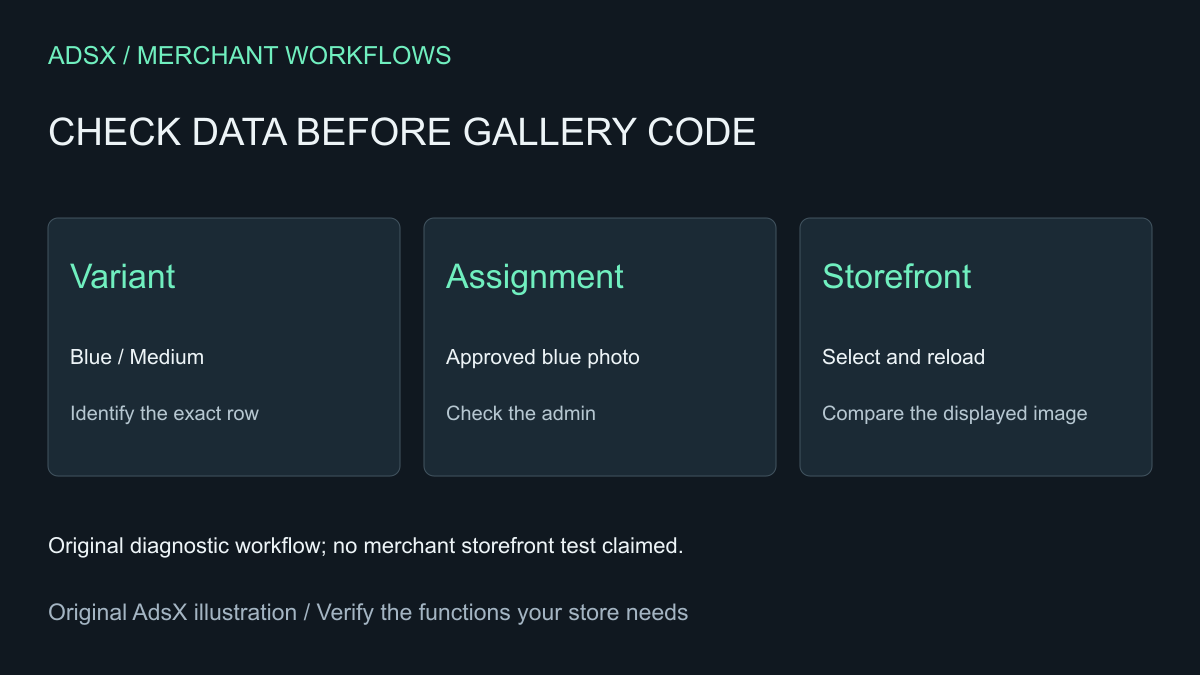 ADSX / MERCHANT WORKFLOWS
CHECK DATA BEFORE GALLERY CODE
Variant
Blue / Medium
Identify the exact row
Assignment
Approved blue photo
Check the admin
Storefront
Select and reload
Compare the displayed image
Original diagnostic workflow; no merchant storefront test claimed.
Original AdsX illustration / Verify the functions your store needs